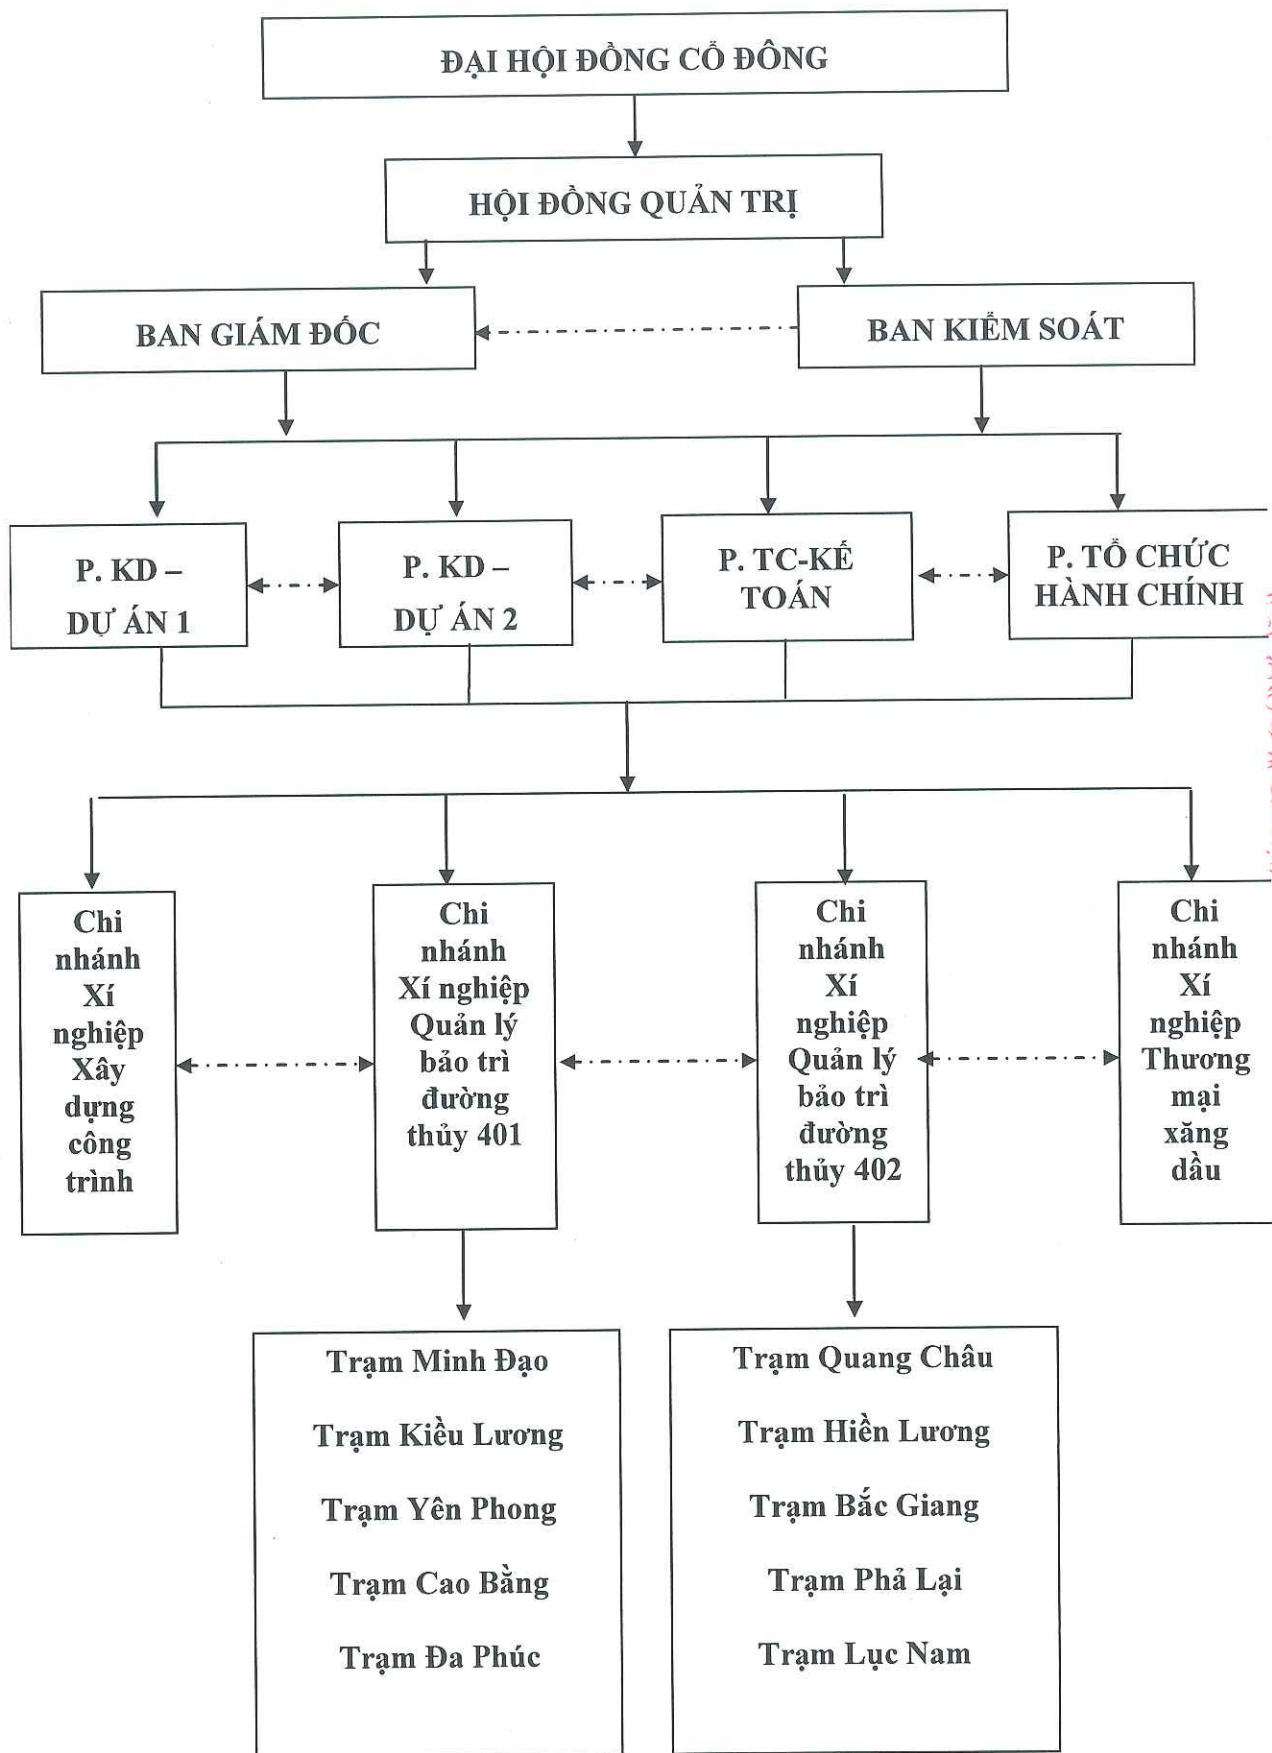 ĐẠI HỘI ĐỒNG CỔ ĐÔNG
HỘI ĐỒNG QUẢN TRỊ
BAN GIÁM ĐỐC
BAN KIỂM SOÁT
P. KD –
DỰ ÁN 1
P. KD –
DỰ ÁN 2
P. TC-KẾ
TOÁN
P. TỔ CHỨC
HÀNH CHÍNH
Chi
nhánh
Xí
nghiệp
Xây
dựng
công
trình
Chi
nhánh
Xí nghiệp
Quản lý
bảo trì
đường
thủy 401
Chi
nhánh
Xí
nghiệp
Quản lý
bảo trì
đường
thủy 402
Chi
nhánh
Xí
nghiệp
Thương
mại
xăng
dầu
Trạm Minh Đạo
Trạm Kiều Lương
Trạm Yên Phong
Trạm Cao Bằng
Trạm Đa Phúc
Trạm Quang Châu
Trạm Hiền Lương
Trạm Bắc Giang
Trạm Phả Lại
Trạm Lục Nam